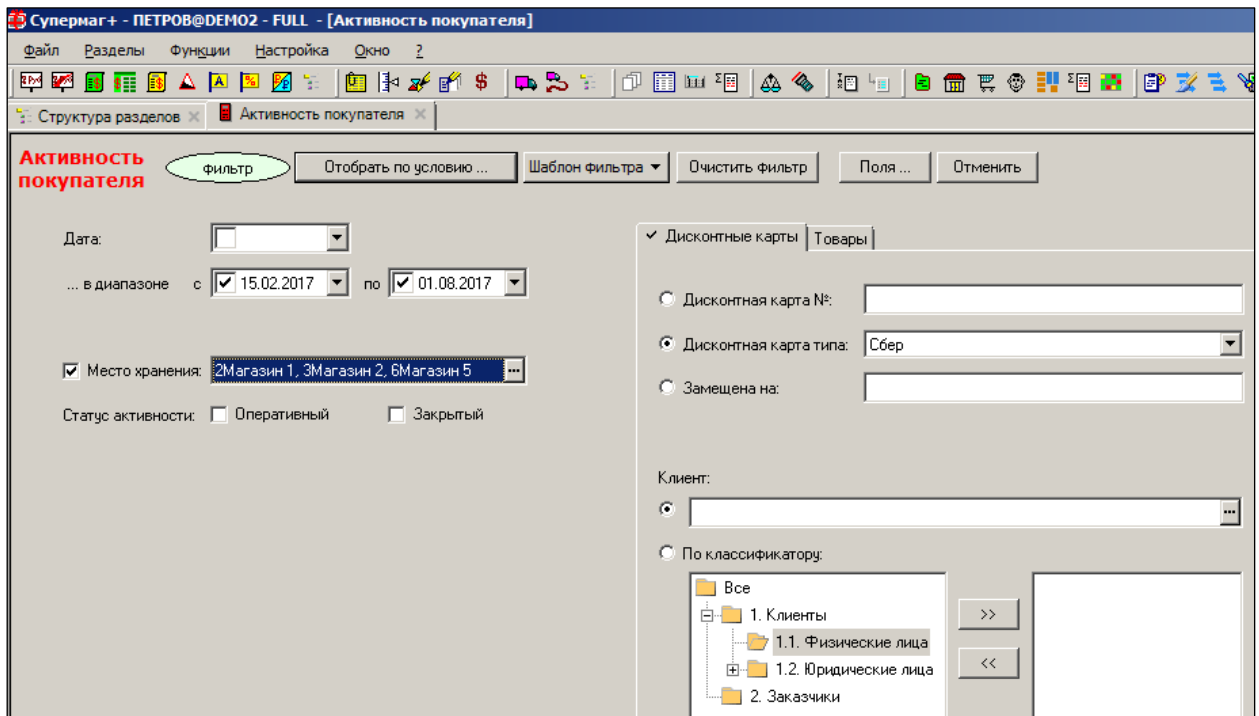 Супермаг+ - ПЕТРОВ@DEMO2 - FULL - [Активность покупателя]
Файл Разделы Функции Настройка Окно ?
Структура разделов Активность покупателя
Активность покупателя
фильтр Отобрать по условию ... Шаблон фильтра Очистить фильтр Поля ... Отменить
Дата:
... в диапазоне с 15.02.2017 по 01.08.2017
Место хранения: 2Магазин 1, 3Магазин 2, 6Магазин 5 ...
Статус активности: Оперативный Закрытый
Дисконтные карты Товары
Дисконтная карта №:
Дисконтная карта типа: Сбер
Замещена на:
Клиент:
...
По классификатору:
Все
1. Клиенты
1.1. Физические лица
1.2. Юридические лица
2. Заказчики
>>
<<